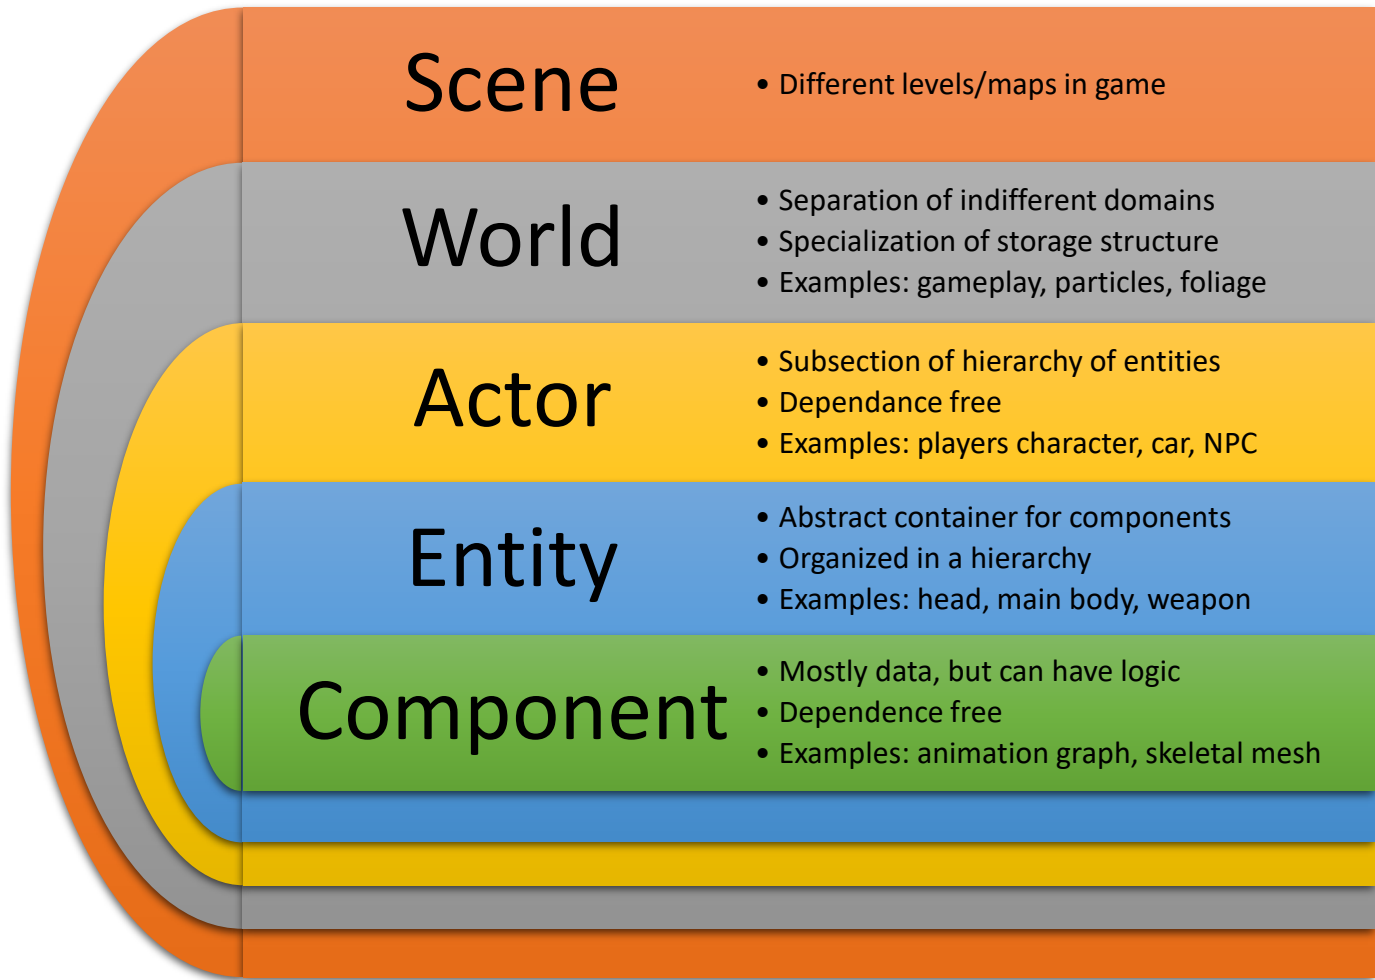 Scene
• Different levels/maps in game
World
• Separation of indifferent domains
• Specialization of storage structure
• Examples: gameplay, particles, foliage
Actor
• Subsection of hierarchy of entities
• Dependance free
• Examples: players character, car, NPC
Entity
• Abstract container for components
• Organized in a hierarchy
• Examples: head, main body, weapon
Component
• Mostly data, but can have logic
• Dependence free
• Examples: animation graph, skeletal mesh